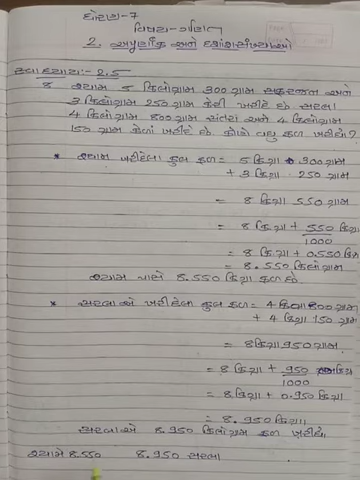 ધોરણ-7
વિષય-ગણિત
2. અપૂર્ણાંક અને દશાંશસંખ્યાઓ
સ્વાધ્યાય:- 2.5
8 શ્યામ 5 કિલોગ્રામ 300 ગ્રામ સફરજન અને
3 કિલોગ્રામ 250 ગ્રામ કેરી ખરીદે છે. સરલા
4 કિલોગ્રામ 800 ગ્રામ સંતરા અને 4 કિલોગ્રામ
150 ગ્રામ કેળાં ખરીદે છે. કોણે વધુ ફળ ખરીદ્યાં?
* શ્યામે ખરીદેલા કુલ ફળ = 5 કિગ્રા 300 ગ્રામ
+ 3 કિગ્રા 250 ગ્રામ
= 8 કિગ્રા 550 ગ્રામ
= 8 કિગ્રા + 550 કિગ્રા
1000
= 8 કિગ્રા + 0.550 કિગ્રા
= 8.550 કિલોગ્રામ
શ્યામ પાસે 8.550 કિગ્રા ફળ છે.
* સરલાએ ખરીદેલા કુલ ફળ = 4 કિગ્રા 800 ગ્રામ
+ 4 કિગ્રા 150 ગ્રામ
= 8 કિગ્રા 950 ગ્રામ
= 8 કિગ્રા + 950 કિગ્રા
1000
= 8 કિગ્રા + 0.950 કિગ્રા
= 8.950 કિગ્રા
સરલાએ 8.950 કિલોગ્રામ ફળ ખરીદ્યાં.
શ્યામે 8.550 8.950 સરલા